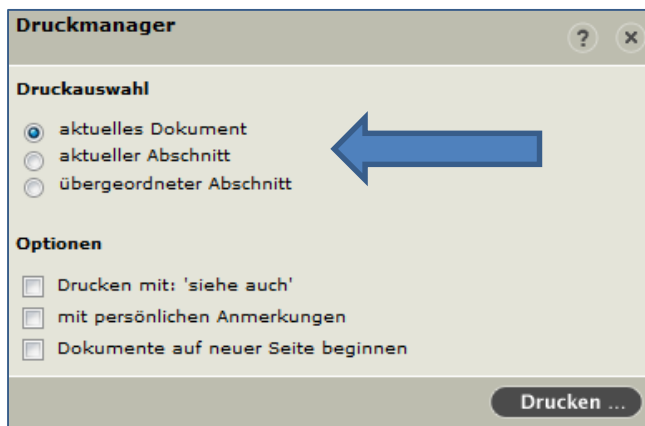 Druckmanager
?
×
Druckauswahl
aktuelles Dokument
aktueller Abschnitt
übergeordneter Abschnitt
Optionen
Drucken mit: 'siehe auch'
mit persönlichen Anmerkungen
Dokumente auf neuer Seite beginnen
Drucken ...